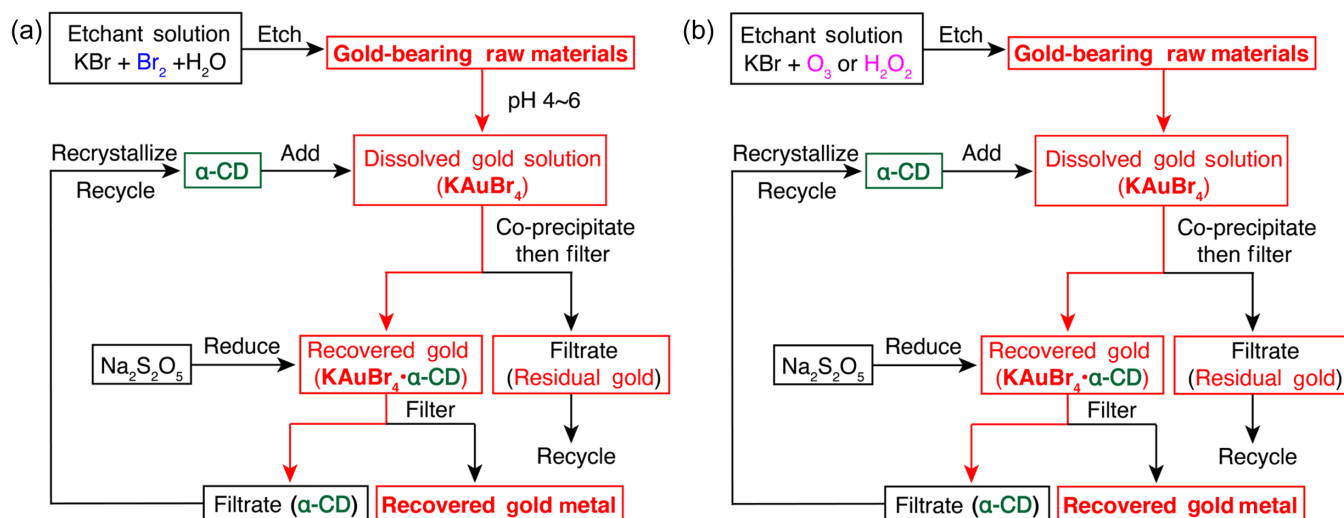 (a)
Etchant solution
KBr + Br₂ +H₂O
Etch
Gold-bearing raw materials
pH 4~6
Recrystallize
Recycle
α-CD
Add
Dissolved gold solution
(KAuBr₄)
Co-precipitate
then filter
Na₂S₂O₅
Reduce
Recovered gold
(KAuBr₄•α-CD)
Filtrate
(Residual gold)
Filter
Recycle
Filtrate (α-CD)
Recovered gold metal
(b)
Etchant solution
KBr + O₃ or H₂O₂
Etch
Gold-bearing raw materials
Recrystallize
Recycle
α-CD
Add
Dissolved gold solution
(KAuBr₄)
Co-precipitate
then filter
Na₂S₂O₅
Reduce
Recovered gold
(KAuBr₄•α-CD)
Filtrate
(Residual gold)
Filter
Recycle
Filtrate (α-CD)
Recovered gold metal